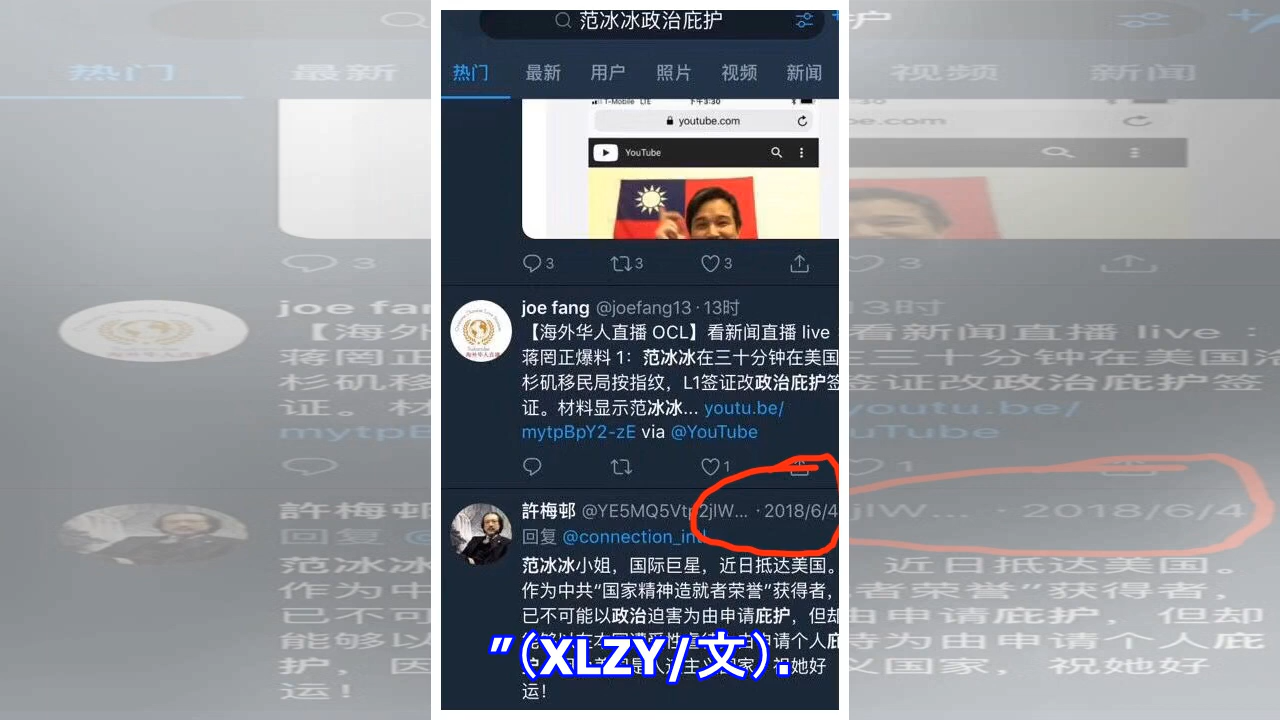 范冰冰政治庇护
热门 最新 用户 照片 视频 新闻
T-Mobile LTE 下午3:30
youtube.com
YouTube
3 3 3
joe fang @joefang13 · 13时
【海外华人直播 OCL】看新闻直播 live :
蒋罔正爆料 1：范冰冰在三十分钟在美国
杉矶移民局按指纹，L1签证改政治庇护签
证。材料显示范冰冰... youtu.be/
mytpBpY2-zE via @YouTube
1
許梅邨 @YE5MQ5Vtp2jlW... · 2018/6/4
回复 @connection_intl
范冰冰小姐，国际巨星，近日抵达美国。
作为中共“国家精神造就者荣誉”获得者，
已不可能以政治迫害为由申请庇护，但却
"(XLZY/文).
祝她好
运！